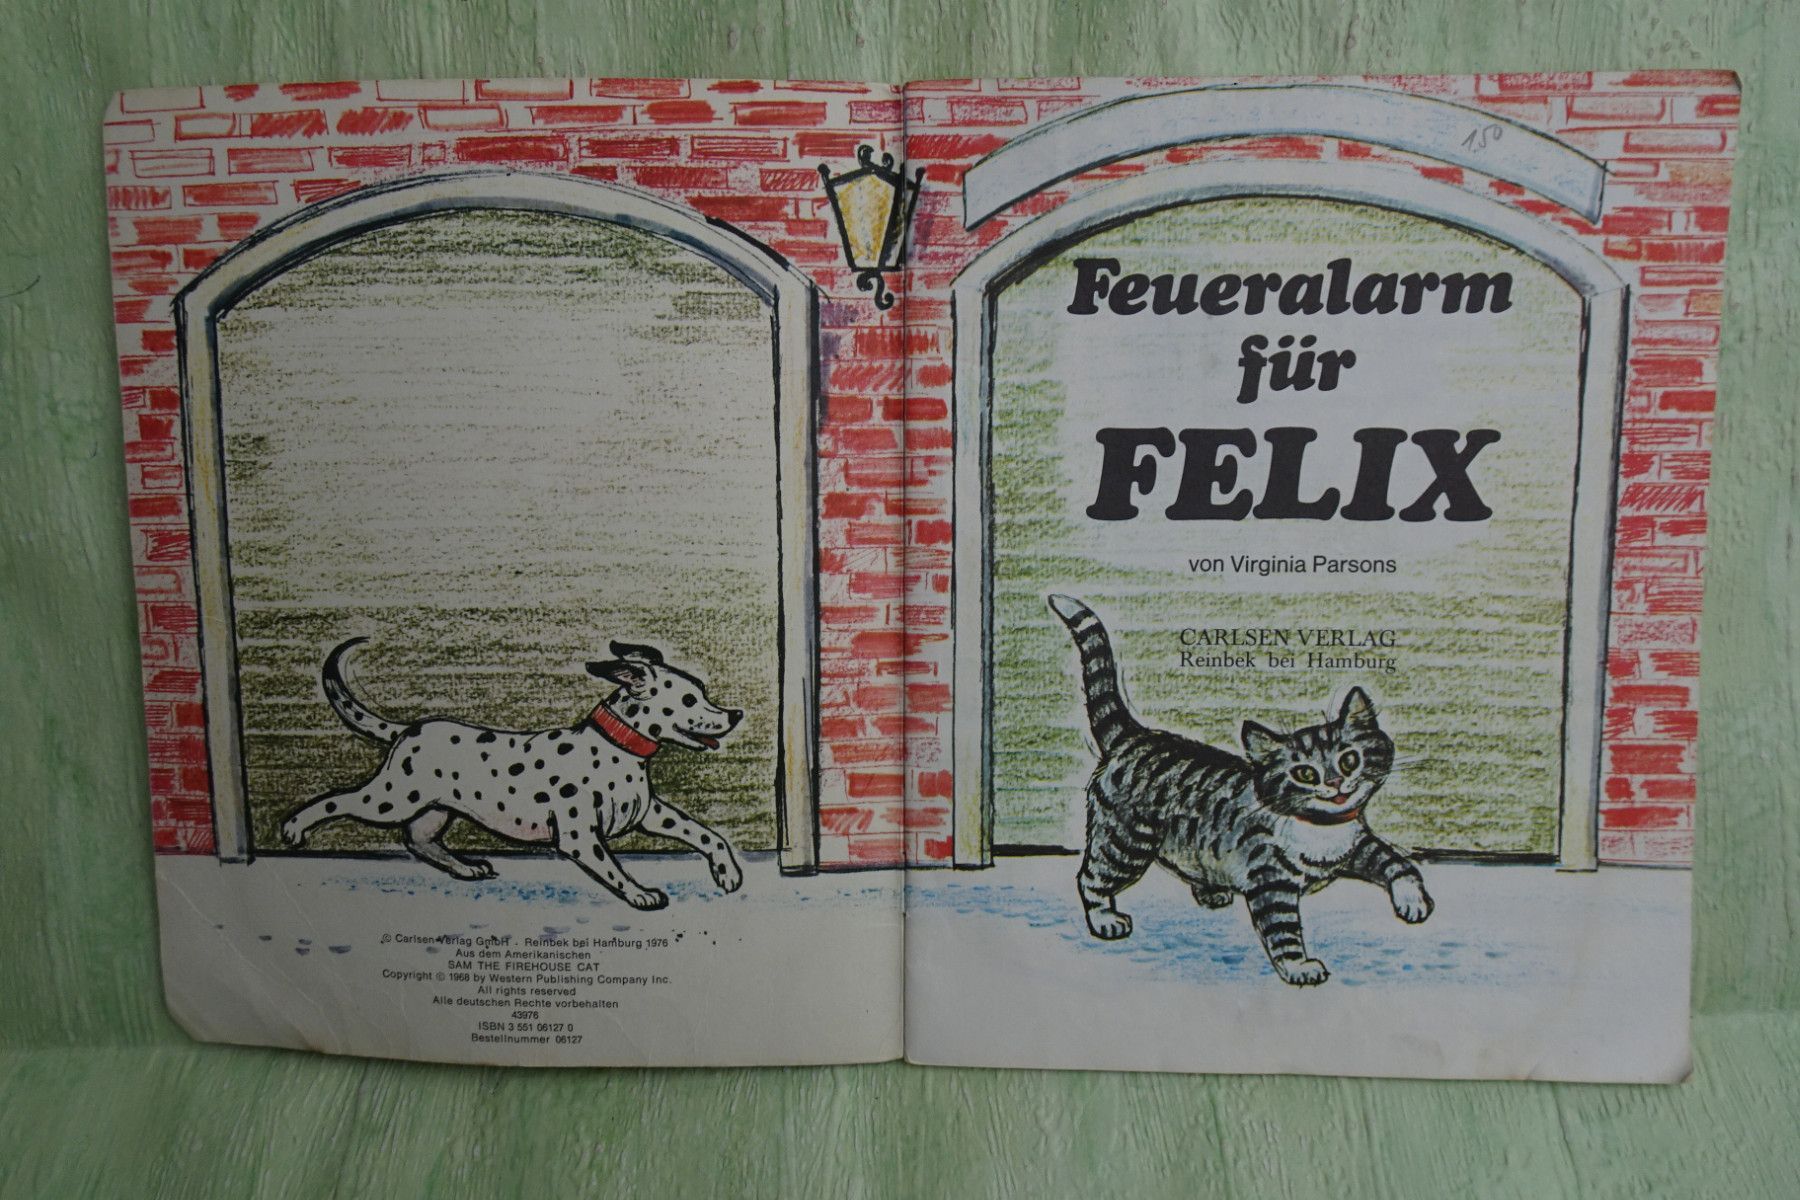 © Carlsen Verlag GmbH . Reinbek bei Hamburg 1976
Aus dem Amerikanischen
SAM THE FIREHOUSE CAT
Copyright © 1968 by Western Publishing Company Inc.
All rights reserved
Alle deutschen Rechte vorbehalten
43976
ISBN 3 551 06127 0
Bestellnummer 06127
1,50
Feueralarm
für
FELIX
von Virginia Parsons
CARLSEN VERLAG
Reinbek bei Hamburg